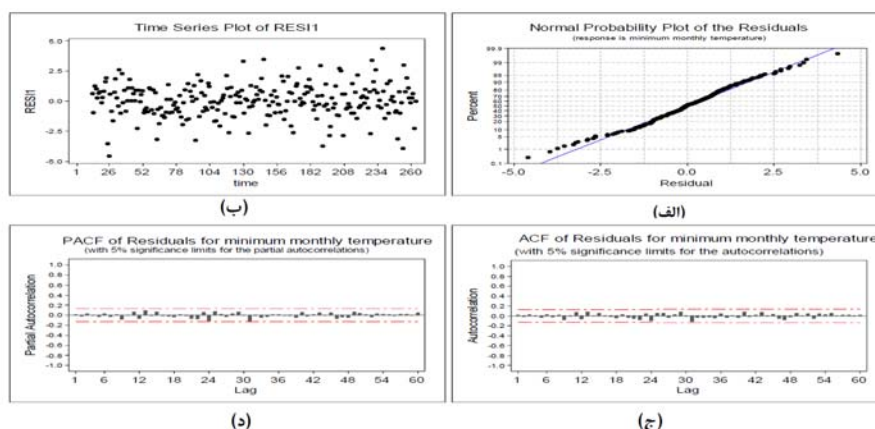 Time Series Plot of RESI1
5.0
2.5
0.0
-2.5
-5.0
RESI1
1 26 52 78 104 130 156 182 208 234 260
time
(ب)
Normal Probability Plot of the Residuals
(response is minimum monthly temperature)
99.9
99
1
0.1
Percent
-5.0 -2.5 0.0 2.5 5.0
Residual
(الف)
PACF of Residuals for minimum monthly temperature
(with 5% significance limits for the partial autocorrelations)
1.0
0.8
0.6
0.4
0.2
0.0
-0.2
-0.4
-0.6
-0.8
-1.0
Partial Autocorrelation
1 6 12 18 24 30 36 42 48 54 60
Lag
(د)
ACF of Residuals for minimum monthly temperature
(with 5% significance limits for the autocorrelations)
1.0
0.8
0.6
0.4
0.2
0.0
-0.2
-0.4
-0.6
-0.8
-1.0
Autocorrelation
1 6 12 18 24 30 36 42 48 54 60
Lag
(ج)